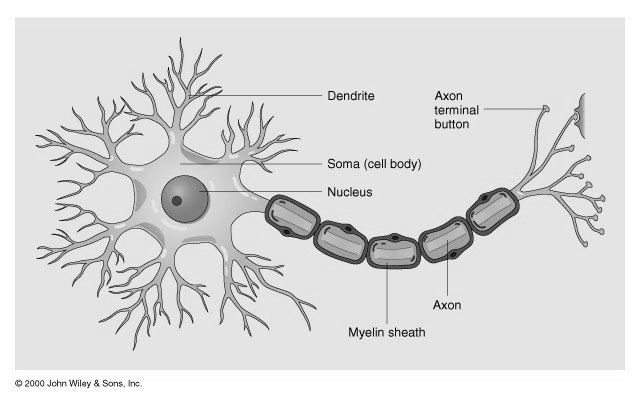 Dendrite
Axon
terminal
button
Soma (cell body)
Nucleus
Axon
Myelin sheath
© 2000 John Wiley & Sons, Inc.